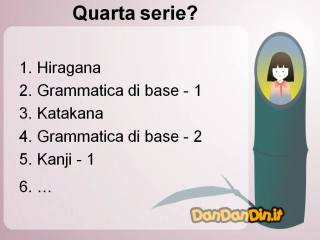 Quarta serie?
1. Hiragana
2. Grammatica di base - 1
3. Katakana
4. Grammatica di base - 2
5. Kanji - 1
6. ...
DanDanDin.it